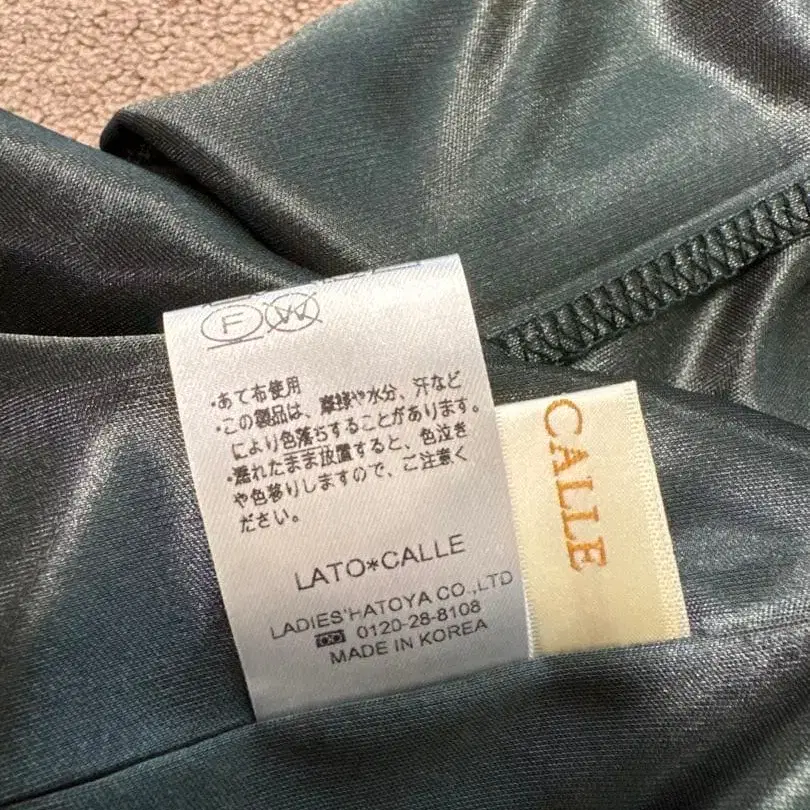 F W
・あて布使用
・この製品は、摩擦や水分、汗など
により色落ちすることがあります。
・濡れたまま放置すると、色泣き
や色移りしますので、ご注意く
ださい。
LATO*CALLE
LADIES'HATOYA CO.,LTD
0120-28-8108
MADE IN KOREA
CALLE